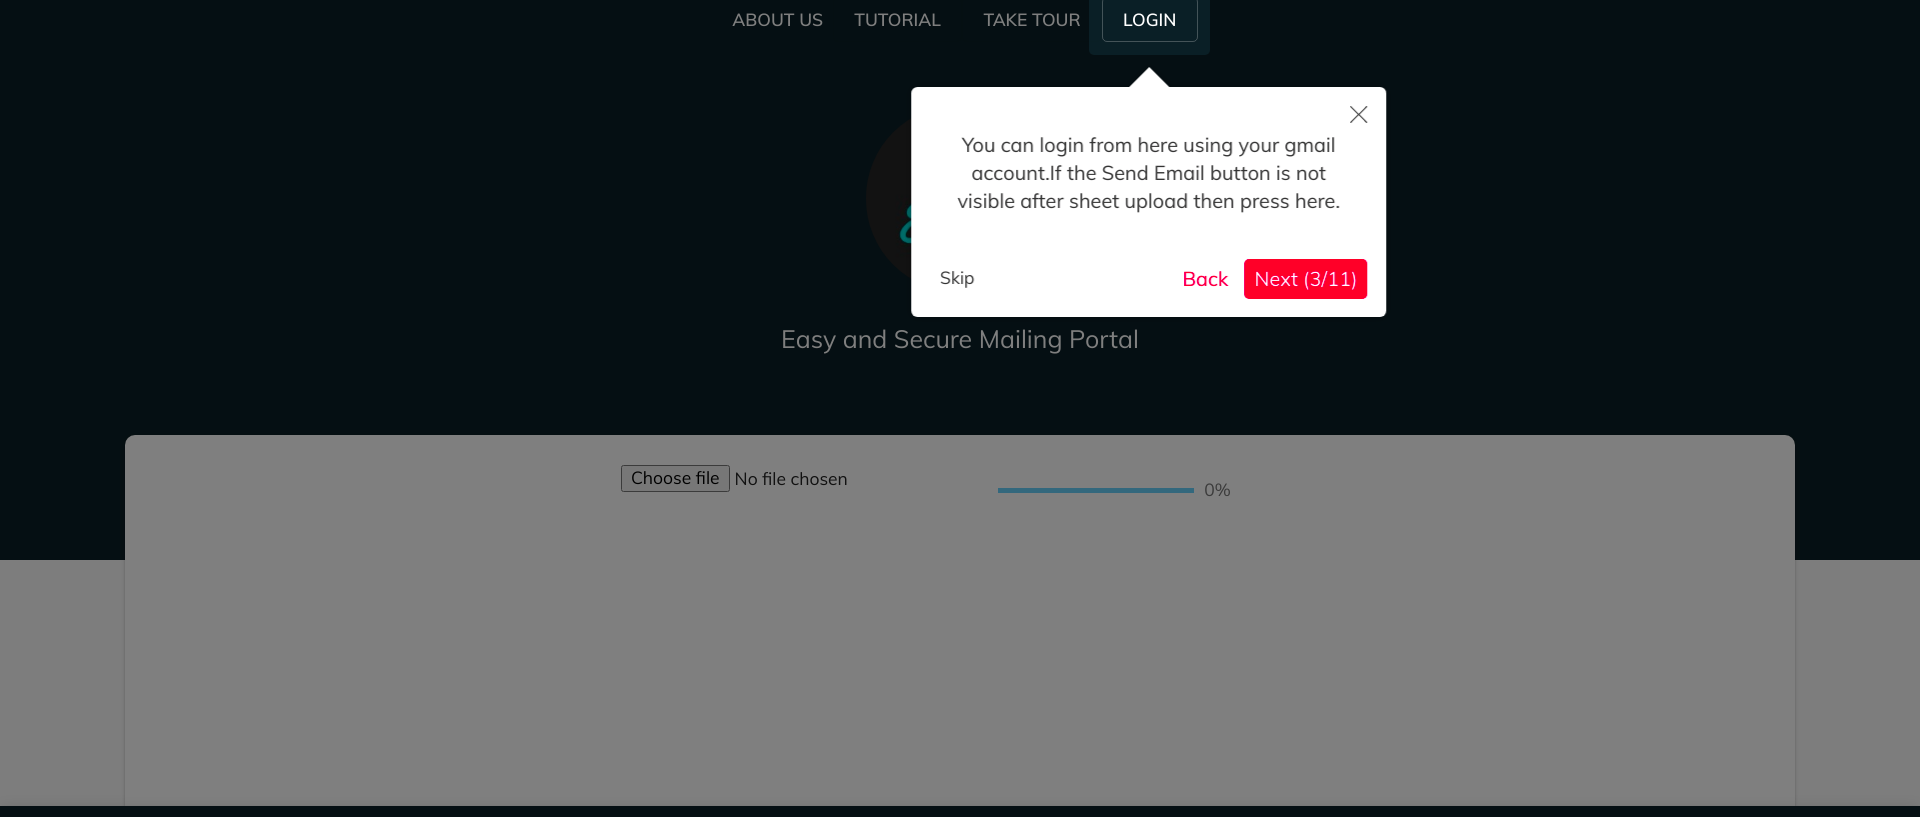 ABOUT US TUTORIAL TAKE TOUR LOGIN
You can login from here using your gmail
account.If the Send Email button is not
visible after sheet upload then press here.
Skip Back Next (3/11)
Easy and Secure Mailing Portal
Choose file No file chosen 0%